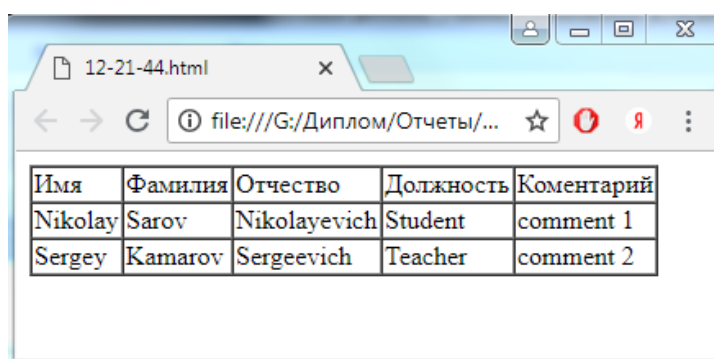 12-21-44.html
file:///G:/Диплом/Отчеты/...
Я
Имя Фамилия Отчество Должность Коментарий
Nikolay Sarov Nikolayevich Student comment 1
Sergey Kamarov Sergeevich Teacher comment 2